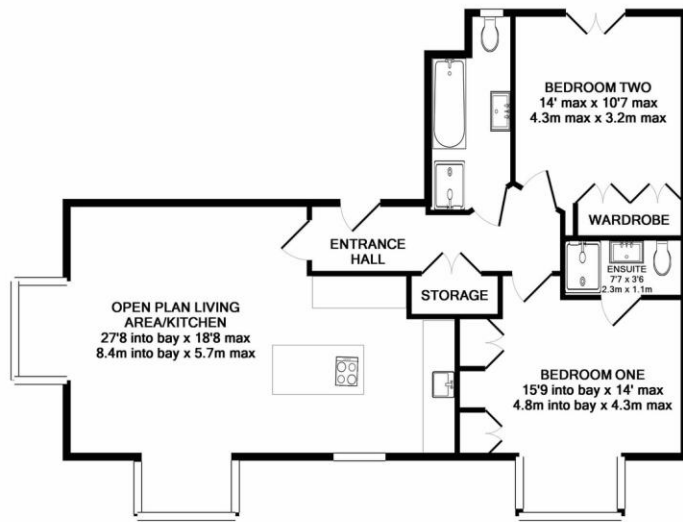 BEDROOM TWO
14' max x 10'7 max
4.3m max x 3.2m max
WARDROBE
ENTRANCE
HALL
ENSUITE
7'7 x 3'6
2.3m x 1.1m
STORAGE
OPEN PLAN LIVING
AREA/KITCHEN
27'8 into bay x 18'8 max
8.4m into bay x 5.7m max
BEDROOM ONE
15'9 into bay x 14' max
4.8m into bay x 4.3m max